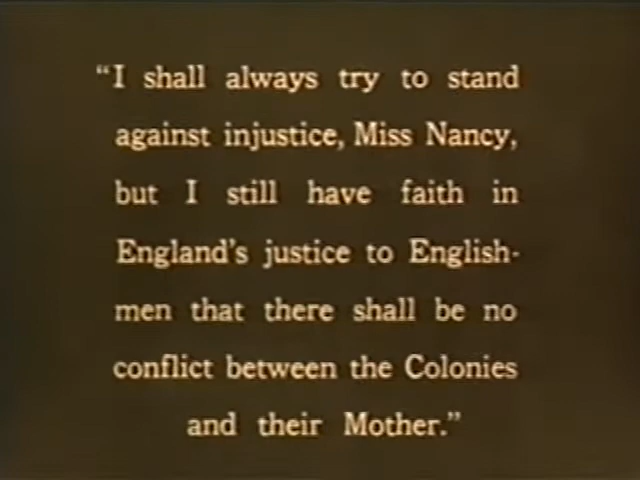 “I shall always try to stand
against injustice, Miss Nancy,
but I still have faith in
England’s justice to English-
men that there shall be no
conflict between the Colonies
and their Mother.”